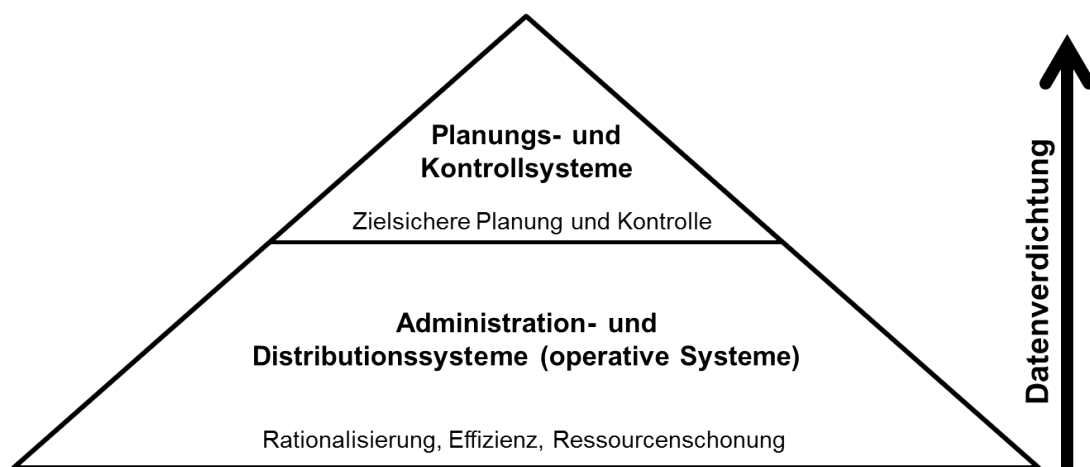 Planungs- und
Kontrollsysteme
Zielsichere Planung und Kontrolle
Administration- und
Distributionssysteme (operative Systeme)
Rationalisierung, Effizienz, Ressourcenschonung
Datenverdichtung